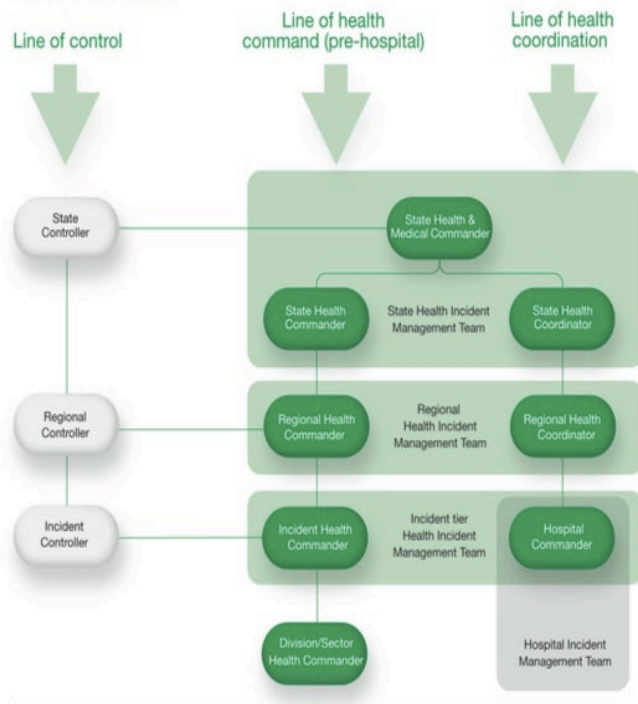 Line of control
Line of health
command (pre-hospital)
Line of health
coordination
State
Controller
State Health &
Medical Commander
State Health
Commander
State Health Incident
Management Team
State Health
Coordinator
Regional
Controller
Regional Health
Commander
Regional
Health Incident
Management Team
Regional Health
Coordinator
Incident
Controller
Incident Health
Commander
Incident tier
Health Incident
Management Team
Hospital
Commander
Division/Sector
Health Commander
Hospital Incident
Management Team